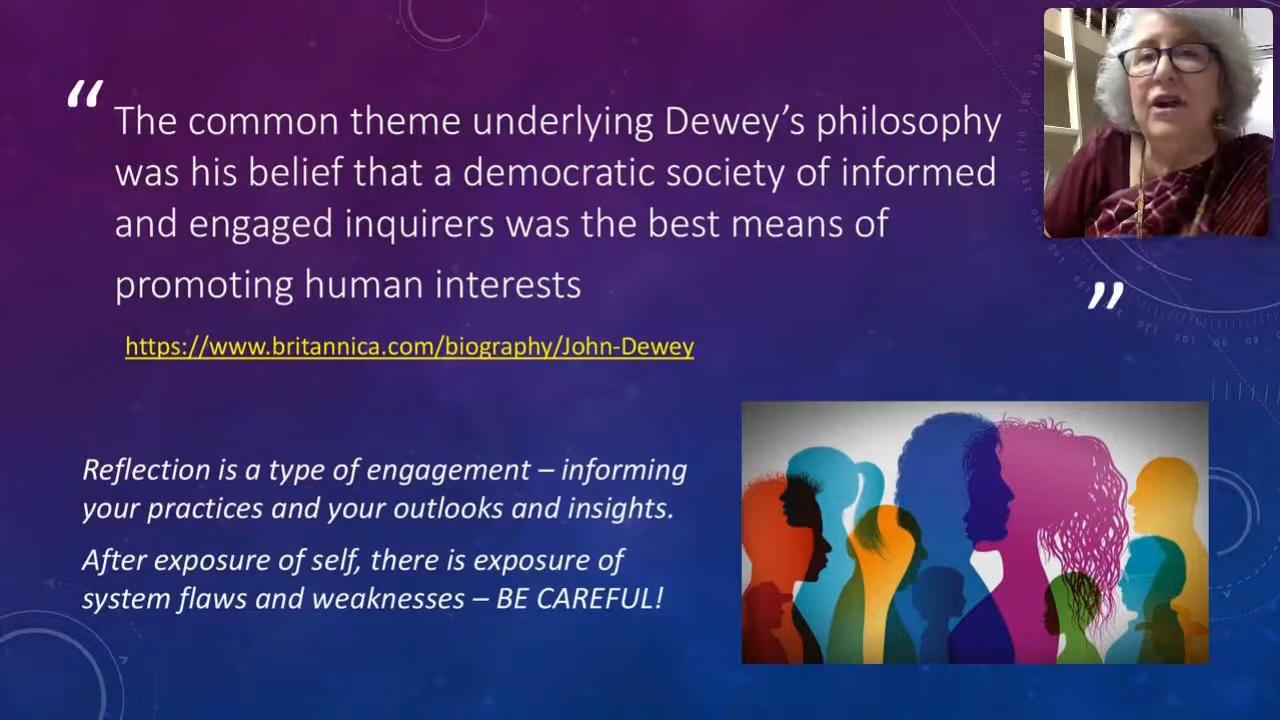 “
The common theme underlying Dewey’s philosophy
was his belief that a democratic society of informed
and engaged inquirers was the best means of
promoting human interests
”
https://www.britannica.com/biography/John-Dewey
Reflection is a type of engagement – informing
your practices and your outlooks and insights.
After exposure of self, there is exposure of
system flaws and weaknesses – BE CAREFUL!